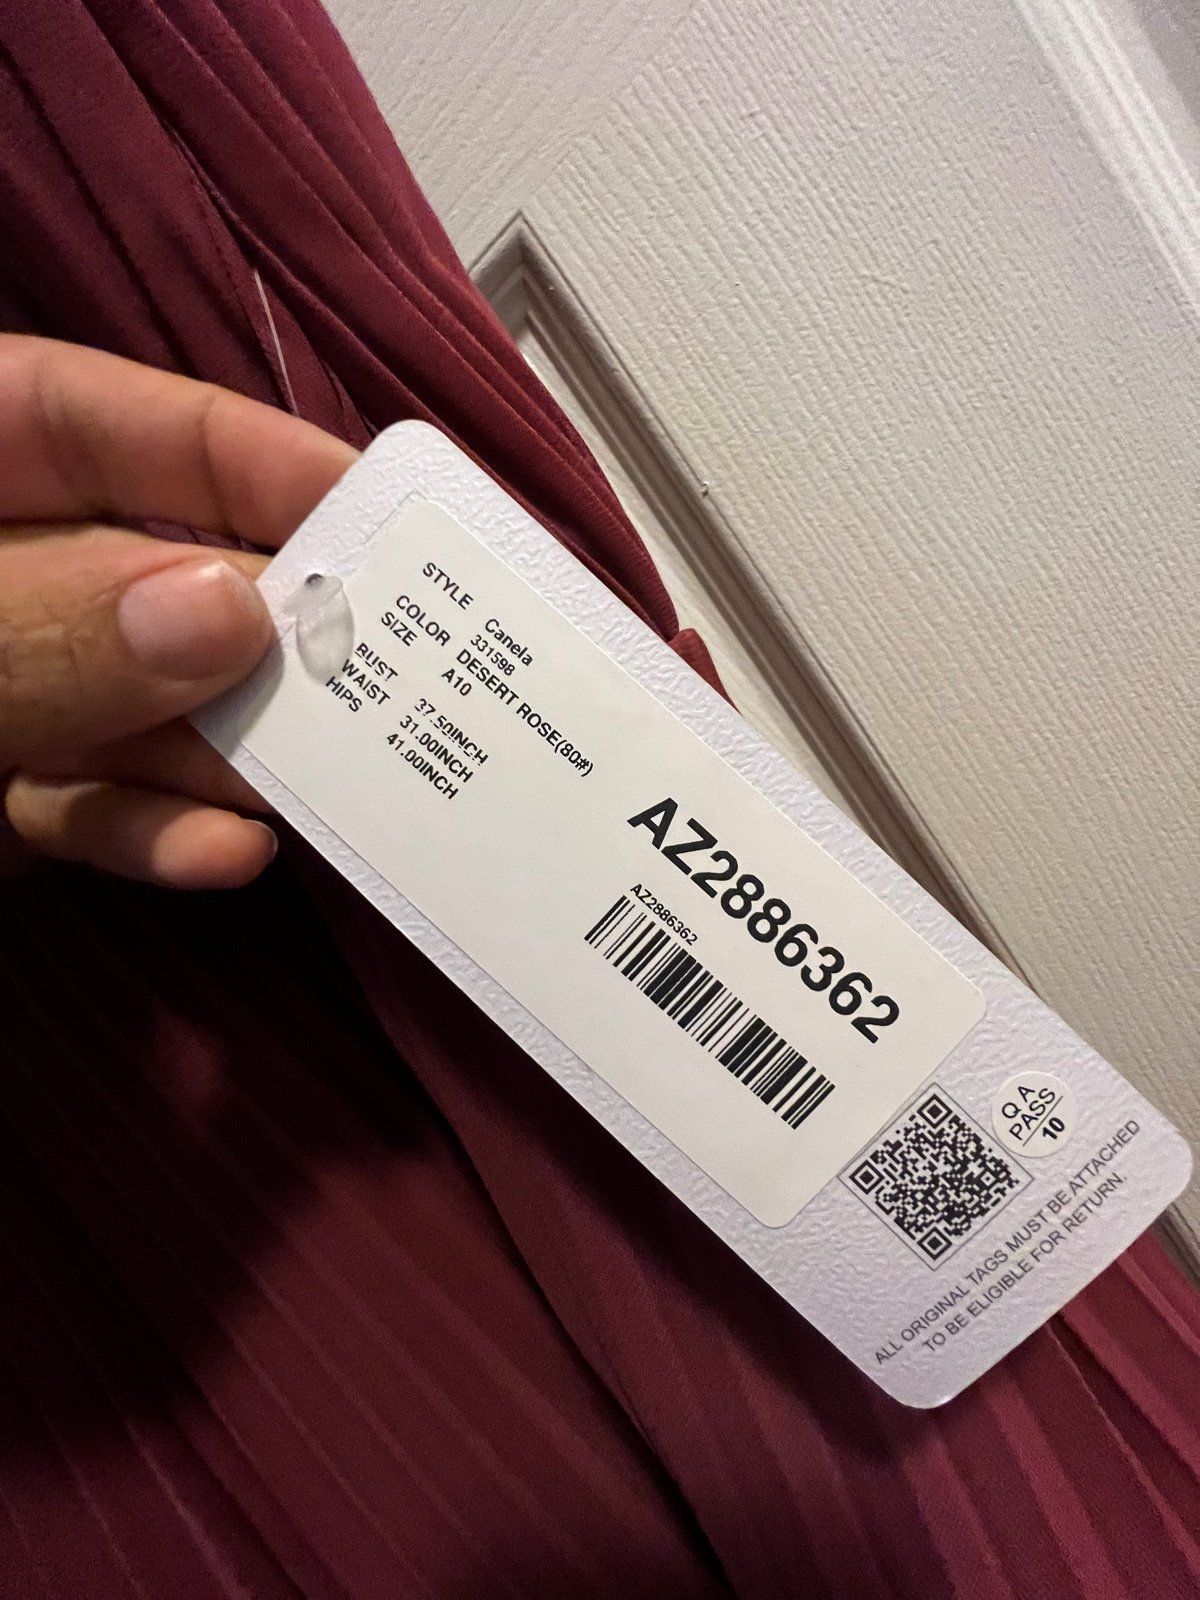 STYLE Canela
331598
COLOR DESERT ROSE(80#)
SIZE A10
BUST 37.50INCH
WAIST 31.00INCH
HIPS 41.00INCH
AZ2886362
AZ2886362
QA
PASS
10
ALL ORIGINAL TAGS MUST BE ATTACHED
TO BE ELIGIBLE FOR RETURN.